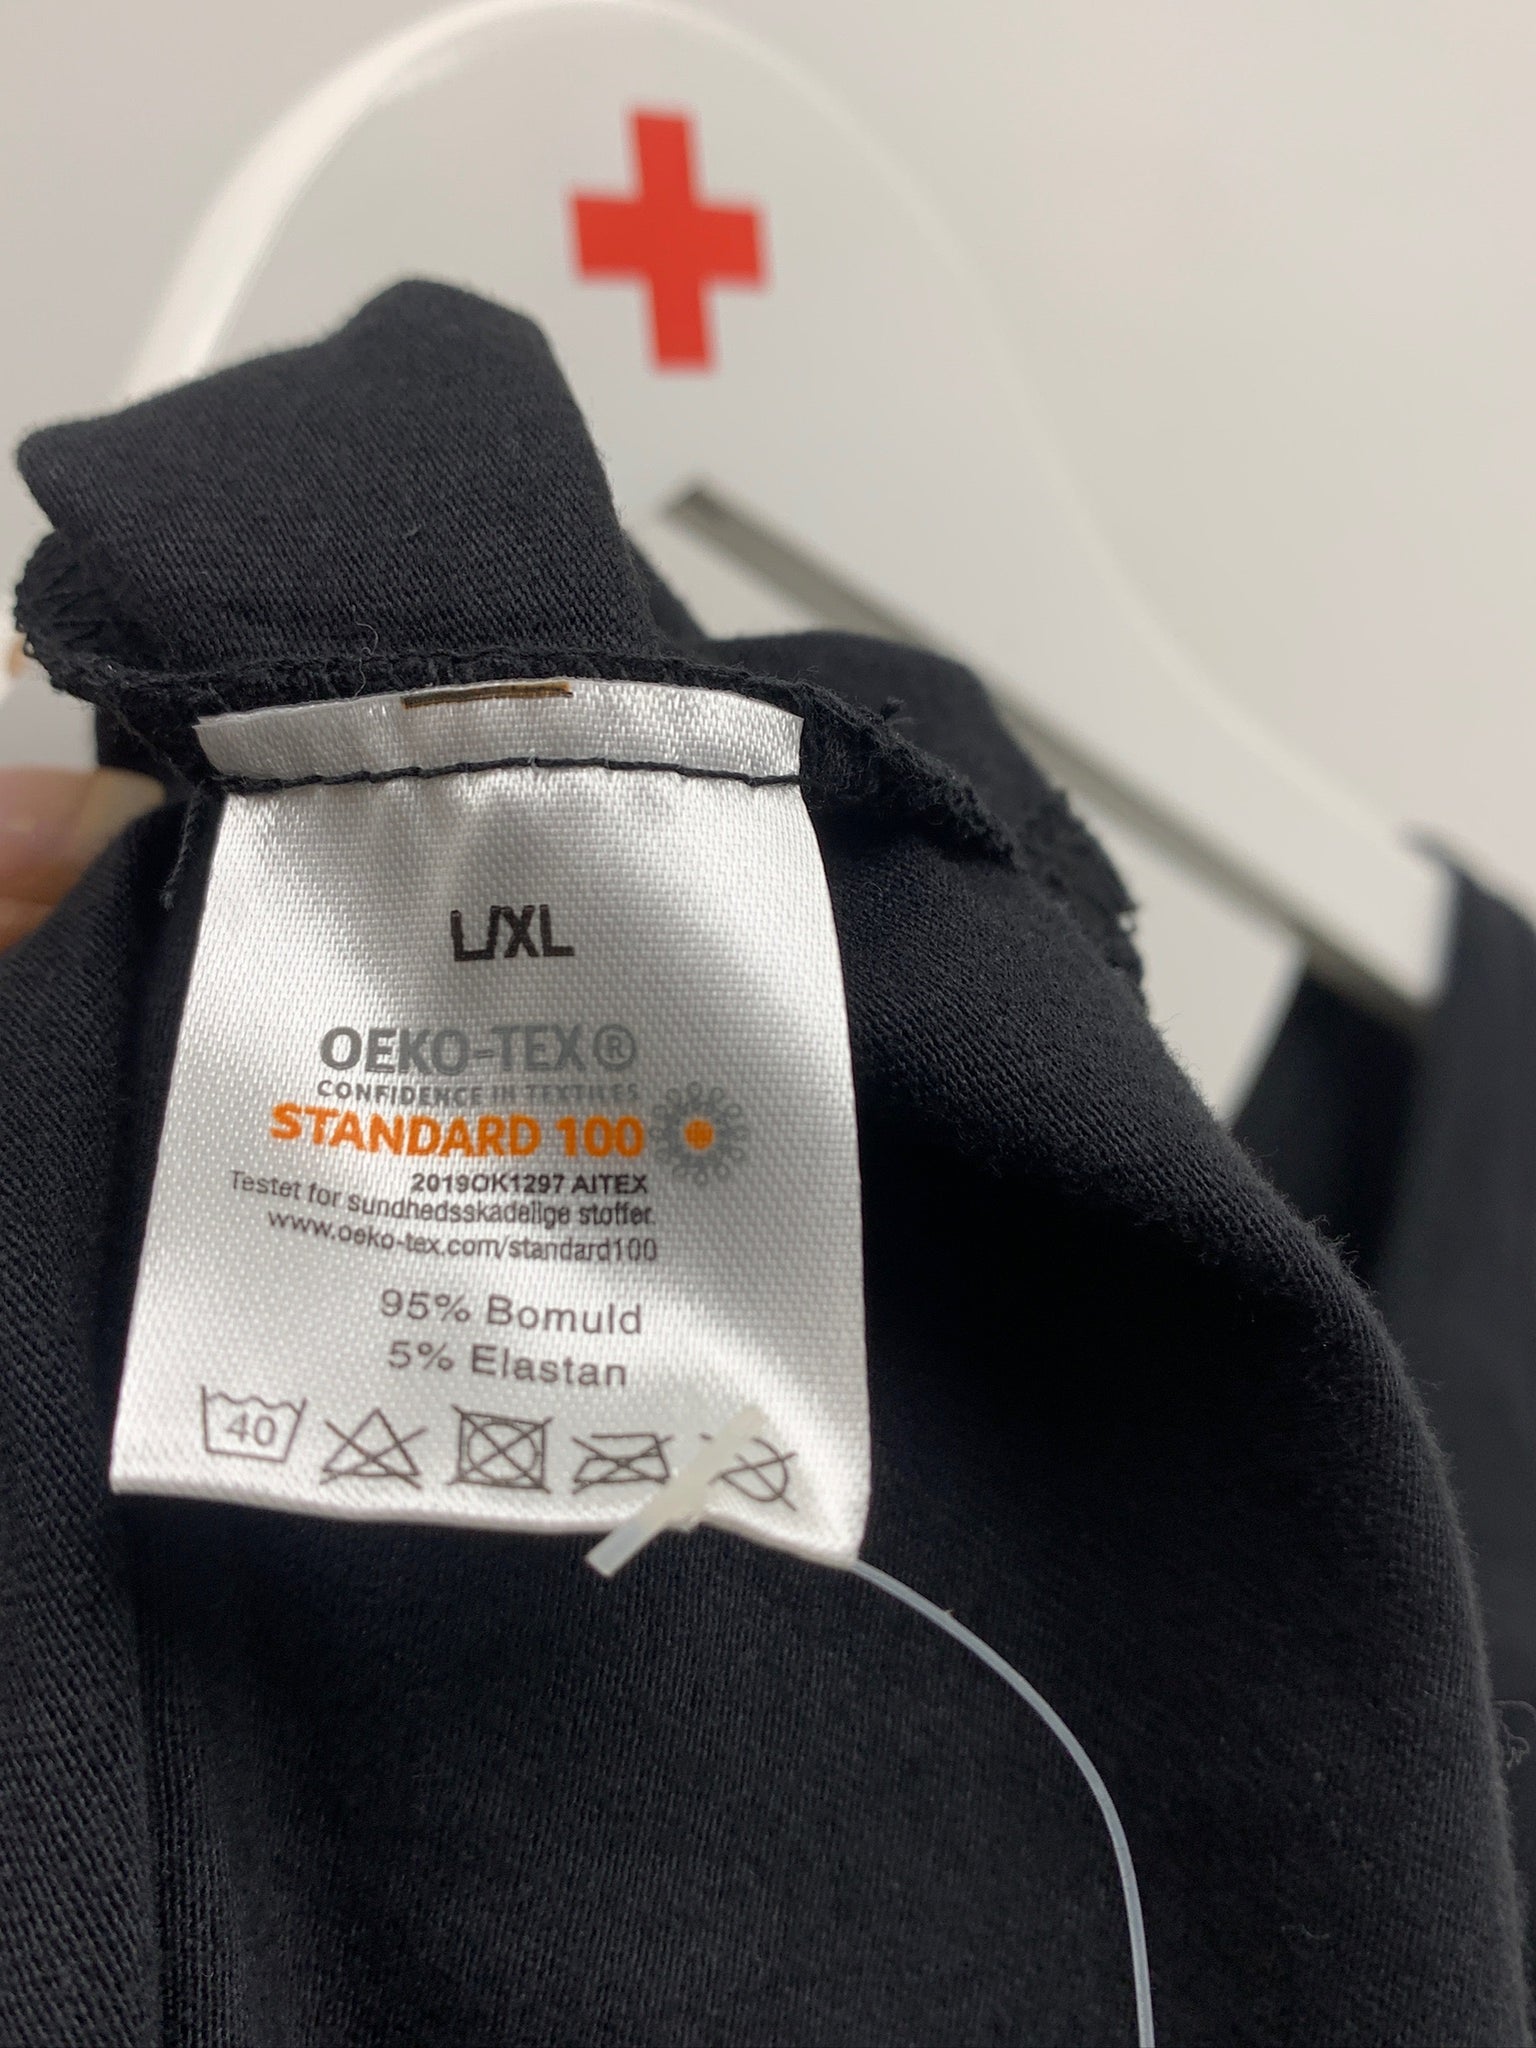 L/XL
OEKO-TEX®
CONFIDENCE IN TEXTILES
STANDARD 100
2019OK1297 AITEX
Testet for sundhedsskadelige stoffer.
www.oeko-tex.com/standard100
95% Bomuld
5% Elastan
40